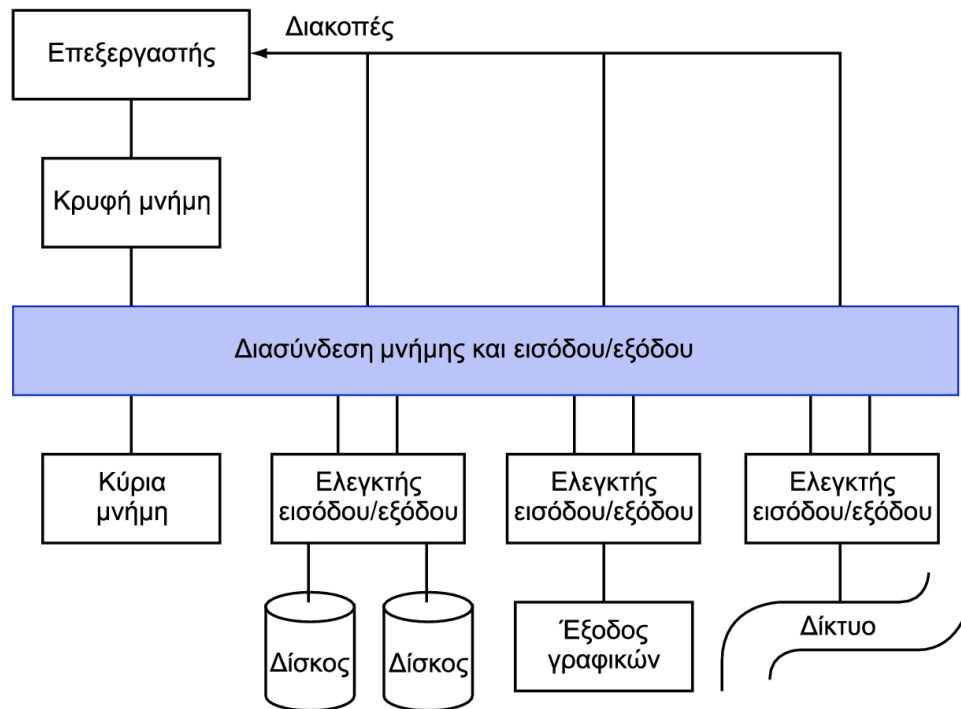 Διακοπές
Επεξεργαστής
Κρυφή μνήμη
Διασύνδεση μνήμης και εισόδου/εξόδου
Κύρια
μνήμη
Ελεγκτής
εισόδου/εξόδου
Ελεγκτής
εισόδου/εξόδου
Ελεγκτής
εισόδου/εξόδου
Δίσκος
Δίσκος
Έξοδος
γραφικών
Δίκτυο